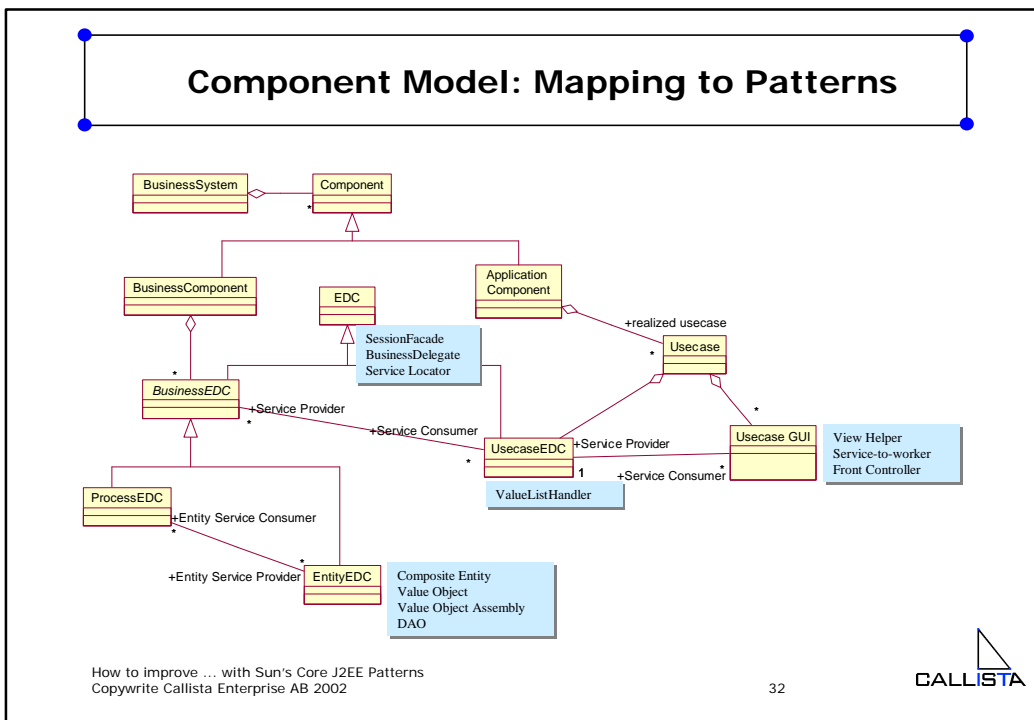 Component Model: Mapping to Patterns
BusinessSystem
Component
*
BusinessComponent
EDC
Application
Component
+realized usecase
SessionFacade
BusinessDelegate
Service Locator
Usecase
*
*
BusinessEDC
+Service Provider
*
*
+Service Consumer
UsecaseEDC
+Service Provider
Usecase GUI
View Helper
Service-to-worker
Front Controller
*
1
*
+Service Consumer
ValueListHandler
ProcessEDC
+Entity Service Consumer
*
*
+Entity Service Provider
EntityEDC
Composite Entity
Value Object
Value Object Assembly
DAO
How to improve … with Sun's Core J2EE Patterns
Copywrite Callista Enterprise AB 2002
32
CALLISTA